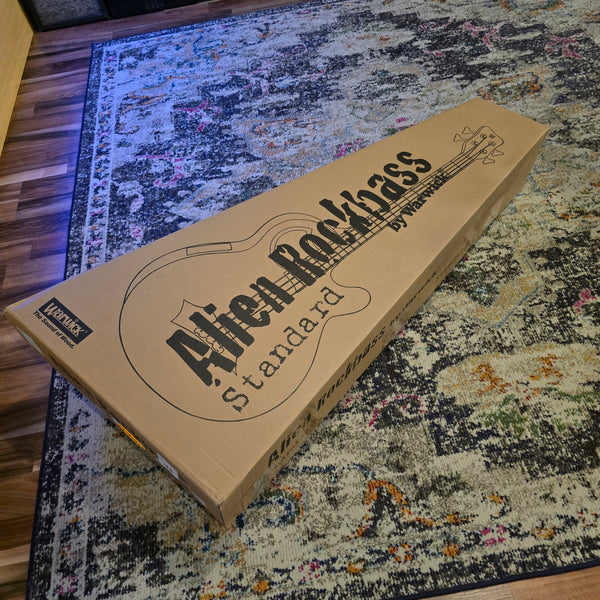 Alien Rockbass
by Warwick
Standard
Warwick
The Sound of Wood.
Alien Rockbass